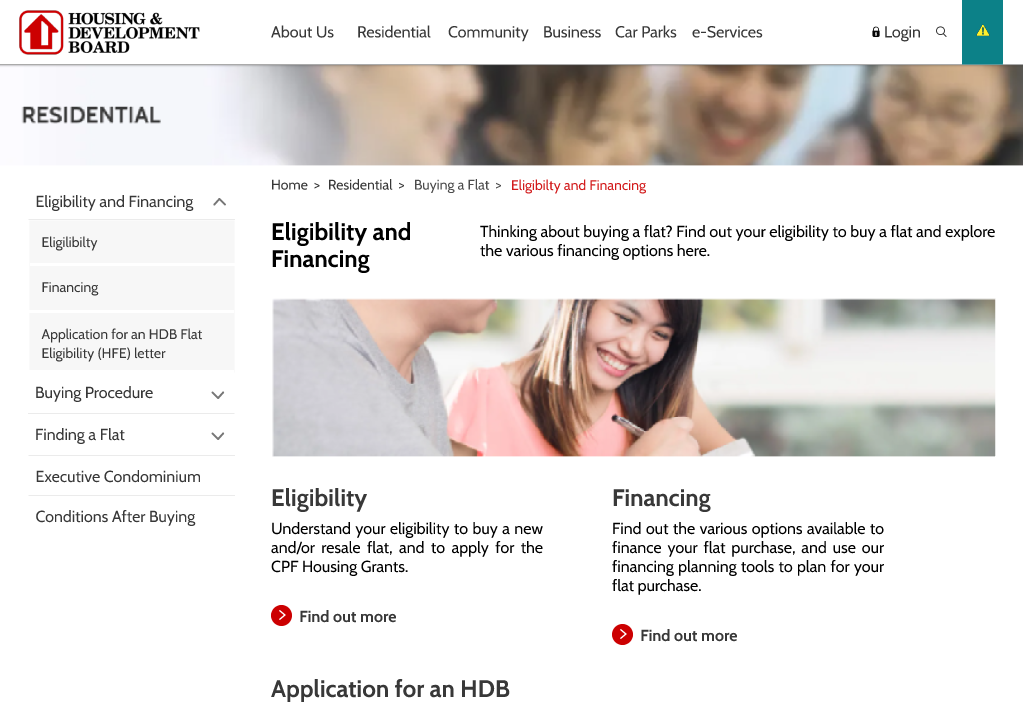 HOUSING &
DEVELOPMENT
BOARD
About Us Residential Community Business Car Parks e-Services Login
RESIDENTIAL
Home > Residential > Buying a Flat > Eligibilty and Financing
Eligibility and Financing
Eligilibilty
Financing
Application for an HDB Flat
Eligibility (HFE) letter
Buying Procedure
Finding a Flat
Executive Condominium
Conditions After Buying
Eligibility and
Financing
Thinking about buying a flat? Find out your eligibility to buy a flat and explore
the various financing options here.
Eligibility
Understand your eligibility to buy a new
and/or resale flat, and to apply for the
CPF Housing Grants.
Find out more
Financing
Find out the various options available to
finance your flat purchase, and use our
financing planning tools to plan for your
flat purchase.
Find out more
Application for an HDB